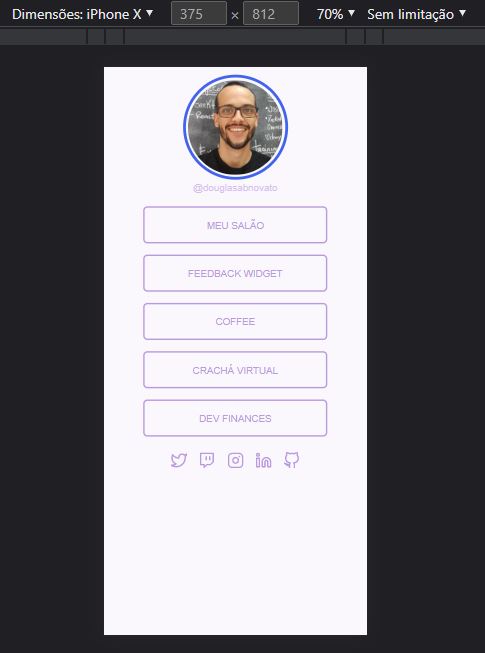 Dimensões: iPhone X ▼ 375 × 812 70% ▼ Sem limitação ▼
@douglasabnovato
MEU SALÃO
FEEDBACK WIDGET
COFFEE
CRACHÁ VIRTUAL
DEV FINANCES